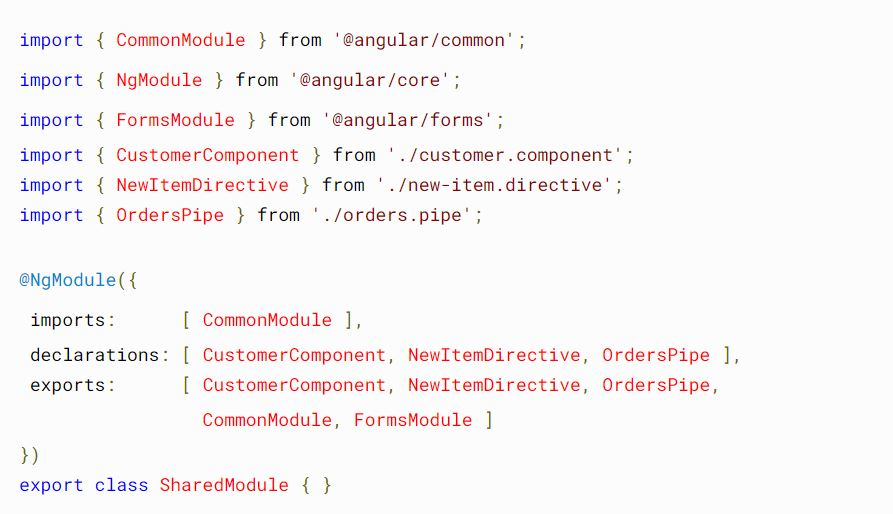 import { CommonModule } from '@angular/common';
import { NgModule } from '@angular/core';
import { FormsModule } from '@angular/forms';
import { CustomerComponent } from './customer.component';
import { NewItemDirective } from './new-item.directive';
import { OrdersPipe } from './orders.pipe';
@NgModule({
 imports:      [ CommonModule ],
 declarations: [ CustomerComponent, NewItemDirective, OrdersPipe ],
 exports:      [ CustomerComponent, NewItemDirective, OrdersPipe,
                 CommonModule, FormsModule ]
})
export class SharedModule { }